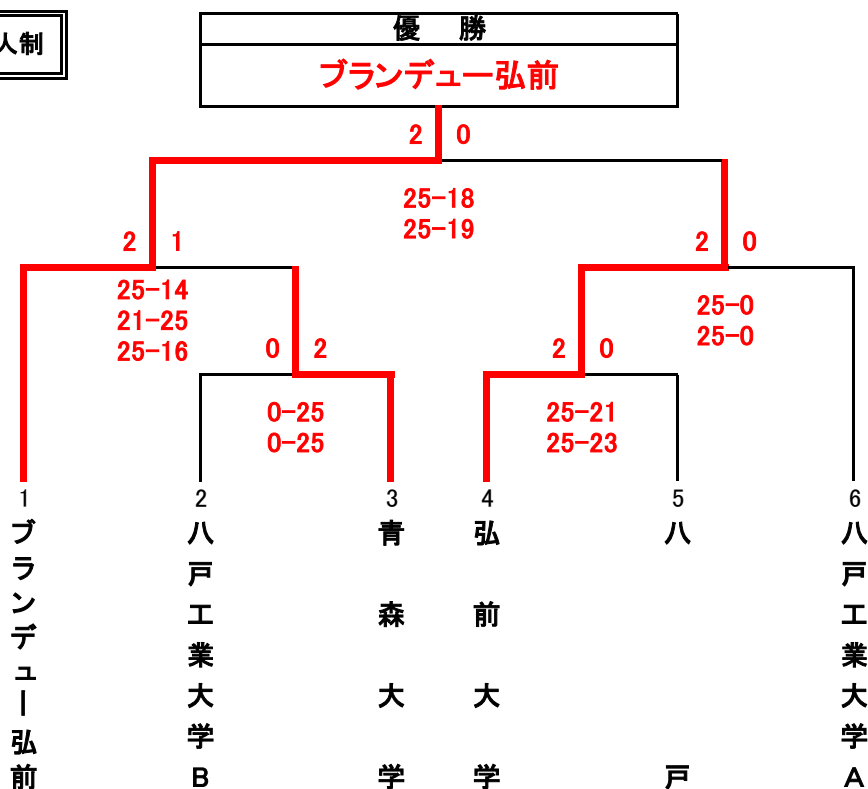 人制
優　勝
ブランデュー弘前
2 0
25-18
25-19
2 1
2 0
25-14
21-25
25-16
25-0
25-0
0 2
2 0
0-25
0-25
25-21
25-23
1 2 3 4 5 6
ブランデュー弘前
八戸工業大学B
青森大学
弘前大学
八戸
八戸工業大学A